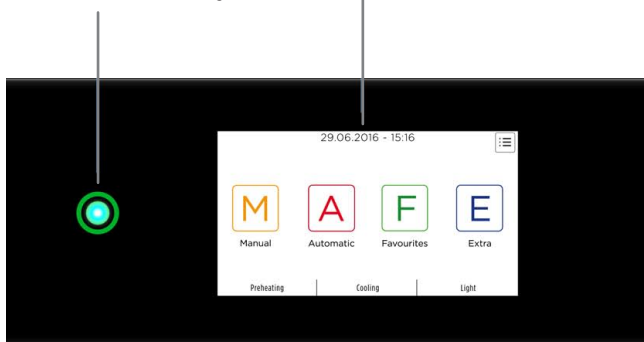 29.06.2016 - 15:16
M A F E
Manual Automatic Favourites Extra
Preheating Cooling Light